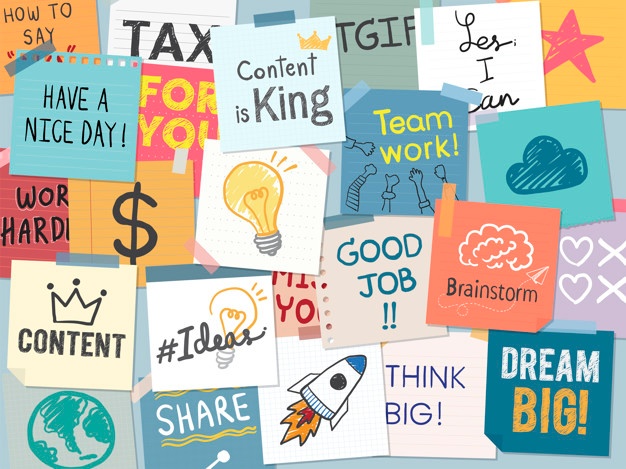 HOW TO
SAY
TAX
TGIF
Yes,
I
Can
Content
is King
HAVE A
NICE DAY!
FOR
YOU
Team
work!
WOR
HARD
$
GOOD
JOB
!!
Brainstorm
MIS
YO
CONTENT
#Ideas
THINK
BIG!
DREAM
BIG!
SHARE